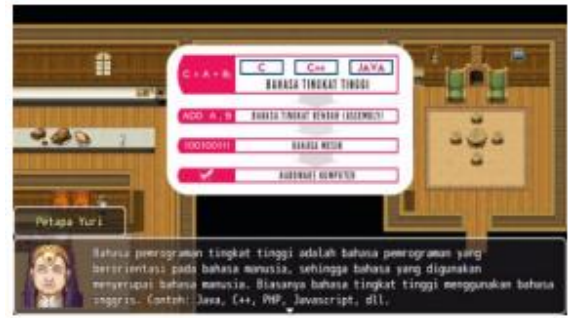 C = A + B;
C
C++
JAVA
BAHASA TINGKAT TINGGI
ADD A, B
BAHASA TINGKAT RENDAH (ASSEMBLY)
BAHASA MESIN
HARDWARE KOMPUTER
Petapa Yuri
Bahasa pemrograman tingkat tinggi adalah bahasa pemrograman yang
berorientasi pada bahasa manusia, sehingga bahasa yang digunakan
menyerupai bahasa manusia. Biasanya bahasa tingkat tinggi menggunakan bahasa
inggris. Contoh: Java, C++, PHP, Javascript, dll.